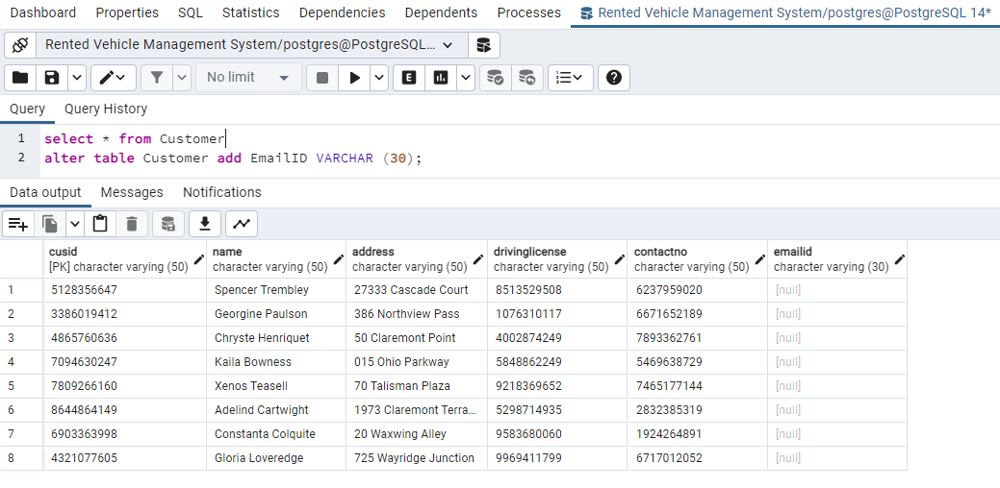 Dashboard Properties SQL Statistics Dependencies Dependents Processes Rented Vehicle Management System/postgres@PostgreSQL 14*
Rented Vehicle Management System/postgres@PostgreSQL...
No limit E
Query Query History
1 select * from Customer
2 alter table Customer add EmailID VARCHAR (30);
Data output Messages Notifications
cusid name address drivinglicense contactno emailid
[PK] character varying (50) character varying (50) character varying (50) character varying (50) character varying (50) character varying (30)
1 5128356647 Spencer Trembley 27333 Cascade Court 8513529508 6237959020 [null]
2 3386019412 Georgine Paulson 386 Northview Pass 1076310117 6671652189 [null]
3 4865760636 Chryste Henriquet 50 Claremont Point 4002874249 7893362761 [null]
4 7094630247 Kaila Bowness 015 Ohio Parkway 5848862249 5469638729 [null]
5 7809266160 Xenos Teasell 70 Talisman Plaza 9218369652 7465177144 [null]
6 8644864149 Adelind Cartwight 1973 Claremont Terra... 5298714935 2832385319 [null]
7 6903363998 Constanta Colquite 20 Waxwing Alley 9583680060 1924264891 [null]
8 4321077605 Gloria Loveredge 725 Wayridge Junction 9969411799 6717012052 [null]